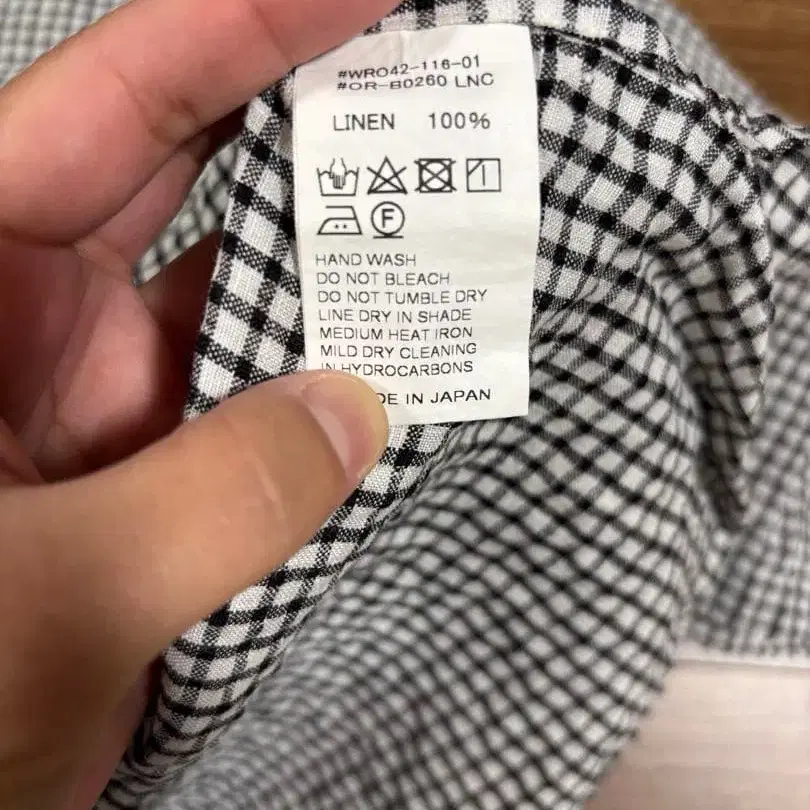 #WRO42-116-01
#OR-B0260 LNC
LINEN 100%
F
HAND WASH
DO NOT BLEACH
DO NOT TUMBLE DRY
LINE DRY IN SHADE
MEDIUM HEAT IRON
MILD DRY CLEANING
IN HYDROCARBONS
DE IN JAPAN